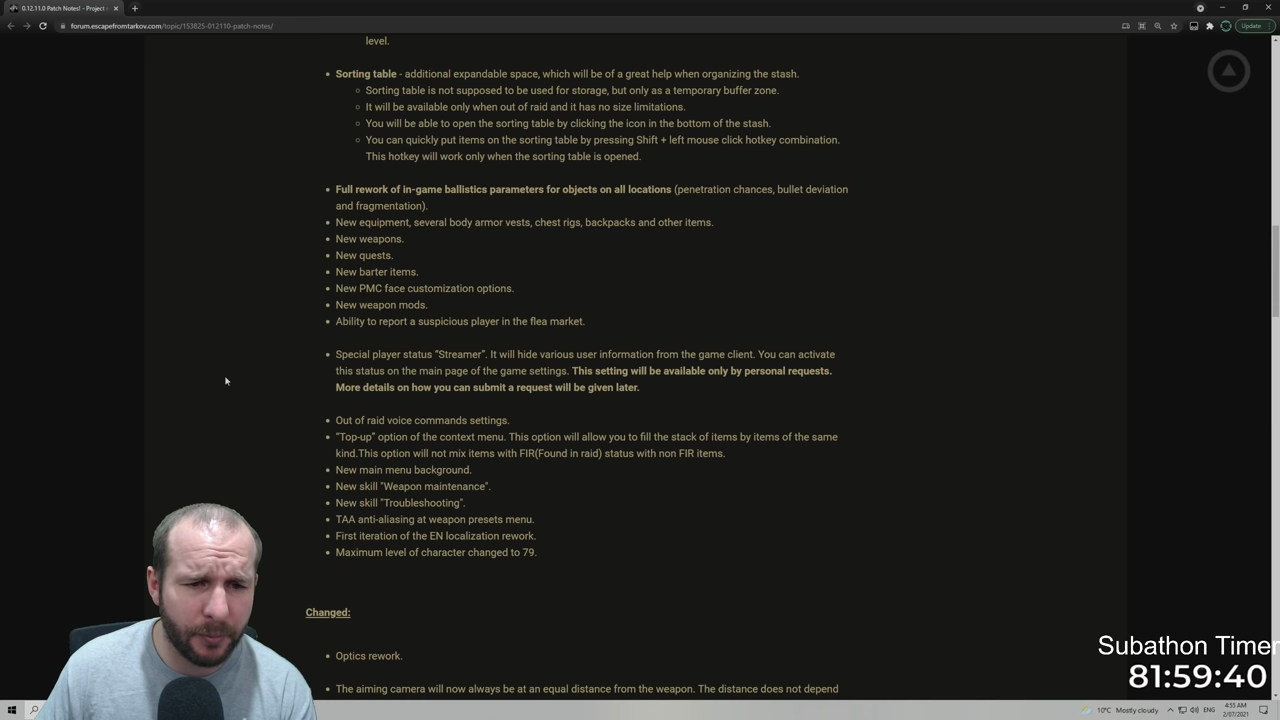 0.12.11.0 Patch Notes! - Project
forum.escapefromtarkov.com/topic/153825-012110-patch-notes/
Update
level.
Sorting table - additional expandable space, which will be of a great help when organizing the stash.
Sorting table is not supposed to be used for storage, but only as a temporary buffer zone.
It will be available only when out of raid and it has no size limitations.
You will be able to open the sorting table by clicking the icon in the bottom of the stash.
You can quickly put items on the sorting table by pressing Shift + left mouse click hotkey combination.
This hotkey will work only when the sorting table is opened.
Full rework of in-game ballistics parameters for objects on all locations (penetration chances, bullet deviation
and fragmentation).
New equipment, several body armor vests, chest rigs, backpacks and other items.
New weapons.
New quests.
New barter items.
New PMC face customization options.
New weapon mods.
Ability to report a suspicious player in the flea market.
Special player status “Streamer”. It will hide various user information from the game client. You can activate
this status on the main page of the game settings. This setting will be available only by personal requests.
More details on how you can submit a request will be given later.
Out of raid voice commands settings.
“Top-up” option of the context menu. This option will allow you to fill the stack of items by items of the same
kind.This option will not mix items with FIR(Found in raid) status with non FIR items.
New main menu background.
New skill "Weapon maintenance".
New skill "Troubleshooting".
TAA anti-aliasing at weapon presets menu.
First iteration of the EN localization rework.
Maximum level of character changed to 79.
Changed:
Optics rework.
The aiming camera will now always be at an equal distance from the weapon. The distance does not depend
Subathon Timer
81:59:40
10°C Mostly cloudy
ENG
4:55 AM
2/07/2021